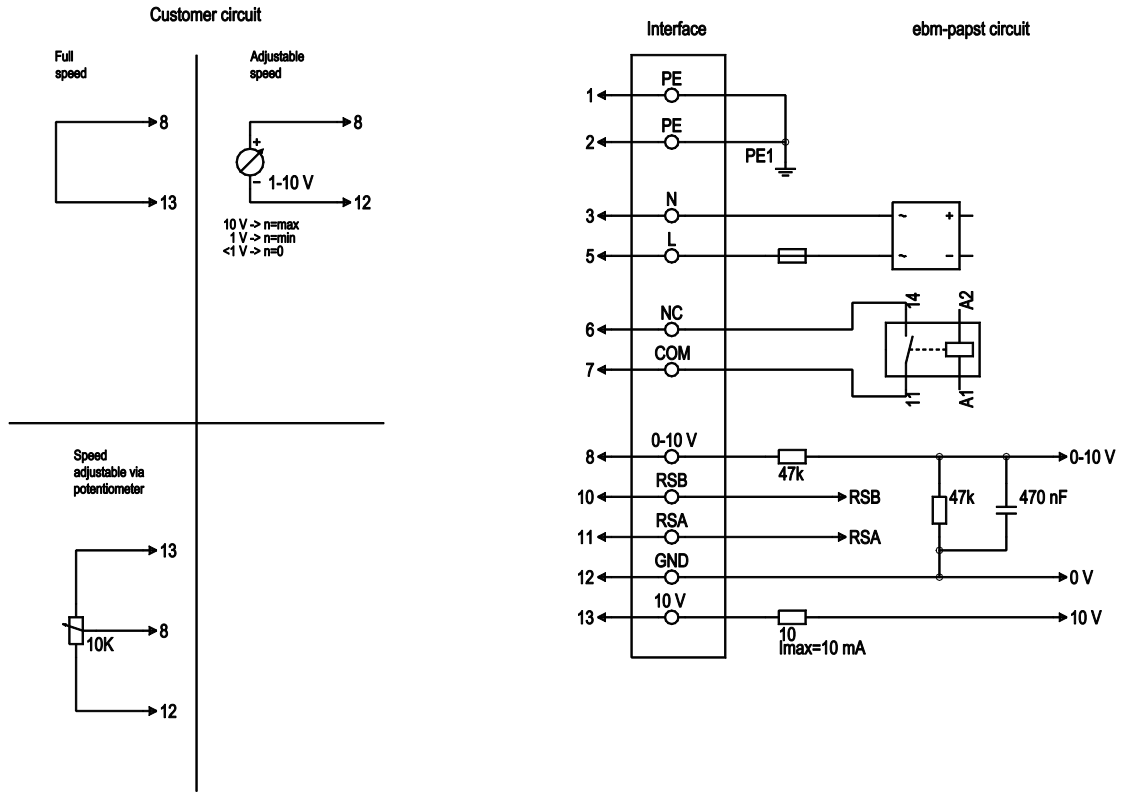 Customer circuit
Full
speed
8
13
Adjustable
speed
8
+
-
1-10 V
12
10 V -> n=max
1 V -> n=min
<1 V -> n=0
Speed
adjustable via
potentiometer
13
8
10K
12
Interface
ebm-papst circuit
1
PE
2
PE
PE1
3
N
~
+
5
L
~
-
6
NC
14
A2
7
COM
11
A1
8
0-10 V
47k
0-10 V
10
RSB
RSB
47k
470 nF
11
RSA
RSA
12
GND
0 V
13
10 V
10
Imax=10 mA
10 V